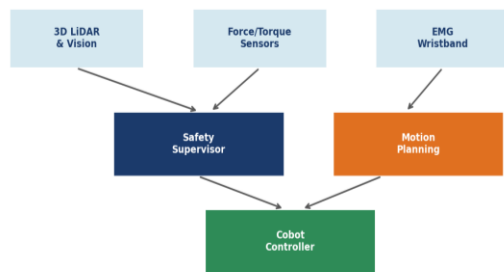 3D LiDAR
& Vision
Force/Torque
Sensors
EMG
Wristband
Safety
Supervisor
Motion
Planning
Cobot
Controller